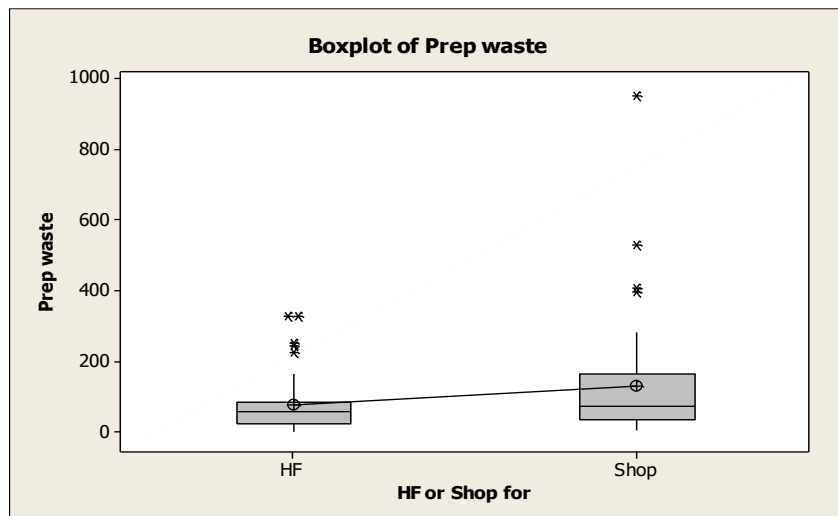 Boxplot of Prep waste
1000
800
600
400
200
0
Prep waste
HF
Shop
HF or Shop for